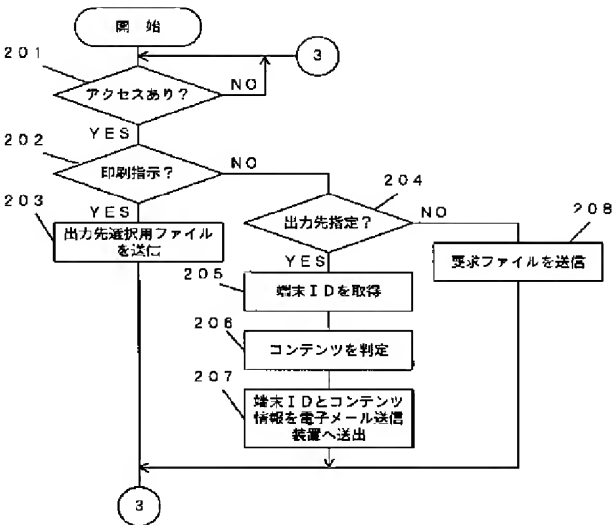 開 始
201
3
アクセスあり？
NO
YES
202
印刷指示？
NO
204
203
YES
出力先指定？
NO
208
出力先選択用ファイル
を送信
YES
要求ファイルを送信
205
端末IDを取得
206
コンテンツを判定
207
端末IDとコンテンツ
情報を電子メール送信
装置へ送出
3